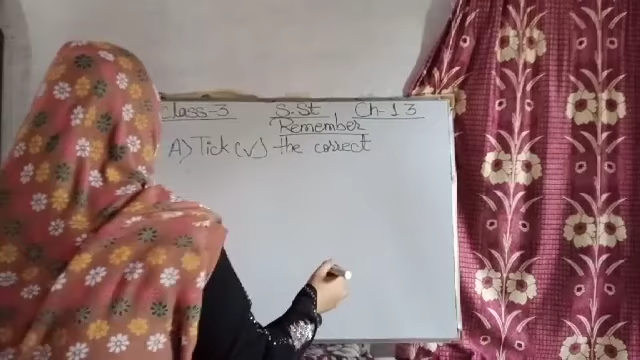 Class-3 S.St Ch-13
Remember
A) Tick (✓) the correct